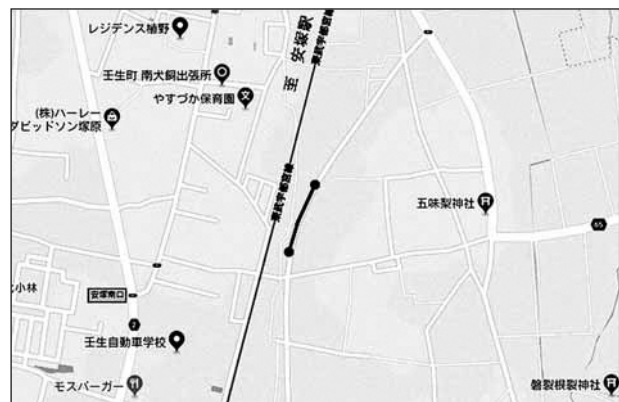 レジデンス植野
壬生町 南犬飼出張所
やすづか保育園
(株)ハーレー
ダビッドソン塚原
至 安塚駅
東武宇都宮線
東武宇都宮線
五味梨神社
65
小林
安塚南口
2
壬生自動車学校
モスバーガー
磐裂根裂神社